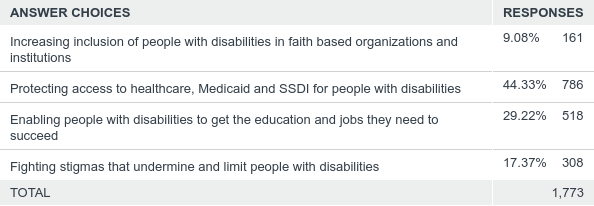 ANSWER CHOICES RESPONSES
Increasing inclusion of people with disabilities in faith based organizations and 9.08% 161
institutions
Protecting access to healthcare, Medicaid and SSDI for people with disabilities 44.33% 786
Enabling people with disabilities to get the education and jobs they need to 29.22% 518
succeed
Fighting stigmas that undermine and limit people with disabilities 17.37% 308
TOTAL 1,773